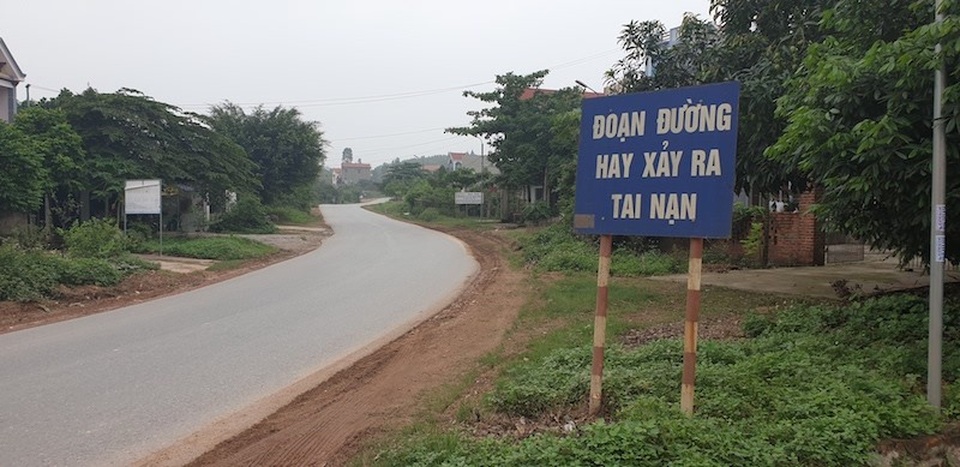 ĐOẠN ĐƯỜNG
HAY XẢY RA
TAI NẠN